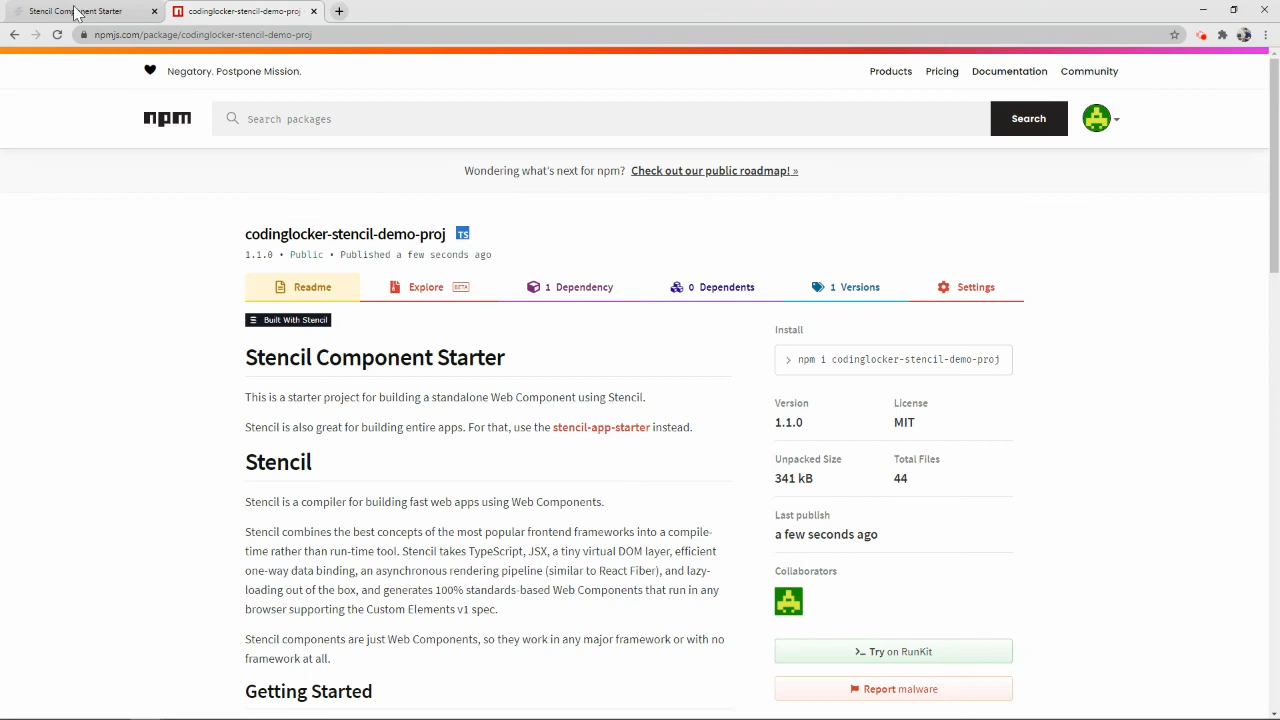 Stencil Component Starter
codinglocker-stencil-demo-proj
npmjs.com/package/codinglocker-stencil-demo-proj
Negatory. Postpone Mission.
Products
Pricing
Documentation
Community
npm
Search packages
Search
Wondering what's next for npm? Check out our public roadmap! »
codinglocker-stencil-demo-proj TS
1.1.0 • Public • Published a few seconds ago
Readme
Explore BETA
1 Dependency
0 Dependents
1 Versions
Settings
Built With Stencil
Stencil Component Starter
This is a starter project for building a standalone Web Component using Stencil.
Stencil is also great for building entire apps. For that, use the stencil-app-starter instead.
Stencil
Stencil is a compiler for building fast web apps using Web Components.
Stencil combines the best concepts of the most popular frontend frameworks into a compile-
time rather than run-time tool. Stencil takes TypeScript, JSX, a tiny virtual DOM layer, efficient
one-way data binding, an asynchronous rendering pipeline (similar to React Fiber), and lazy-
loading out of the box, and generates 100% standards-based Web Components that run in any
browser supporting the Custom Elements v1 spec.
Stencil components are just Web Components, so they work in any major framework or with no
framework at all.
Getting Started
Install
> npm i codinglocker-stencil-demo-proj
Version
License
1.1.0
MIT
Unpacked Size
Total Files
341 kB
44
Last publish
a few seconds ago
Collaborators
Try on RunKit
Report malware